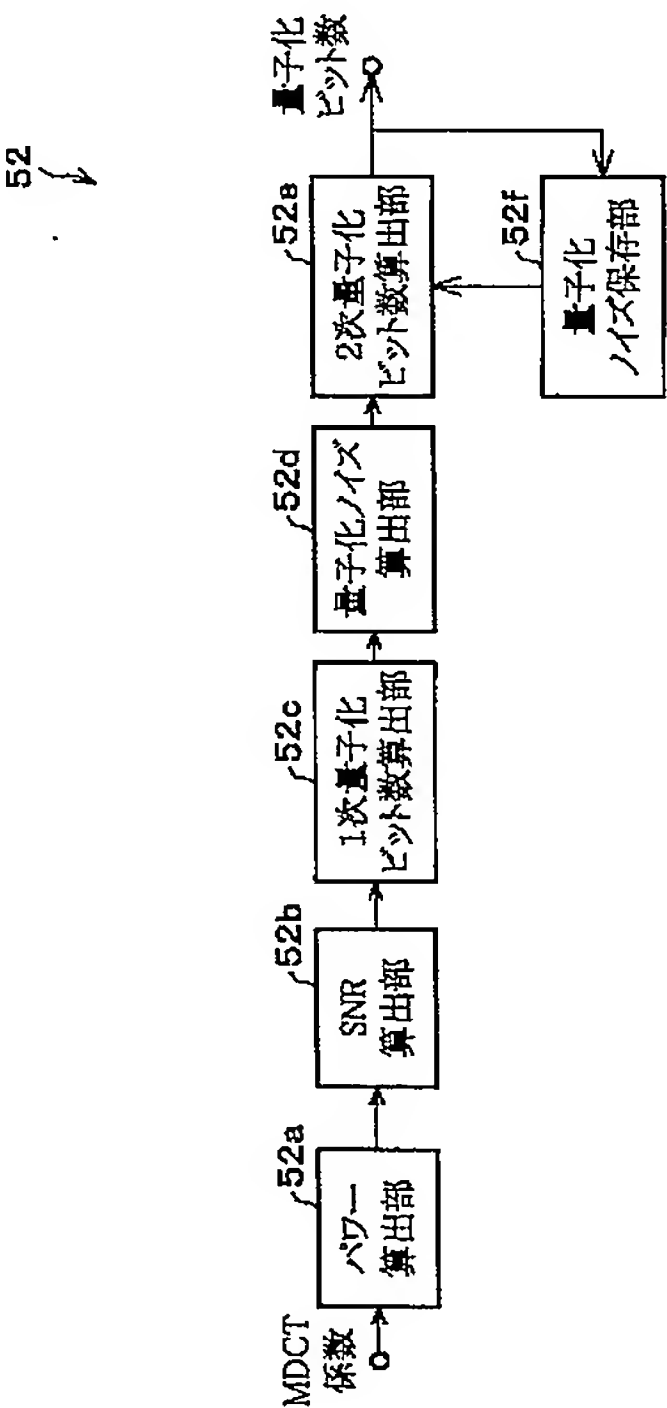 52
MDCT
係数
52a
パワー
算出部
52b
SNR
算出部
52c
1次量子化
ビット数算出部
52d
量子化ノイズ
算出部
52e
2次量子化
ビット数算出部
量子化
ビット数
52f
量子化
ノイズ保存部